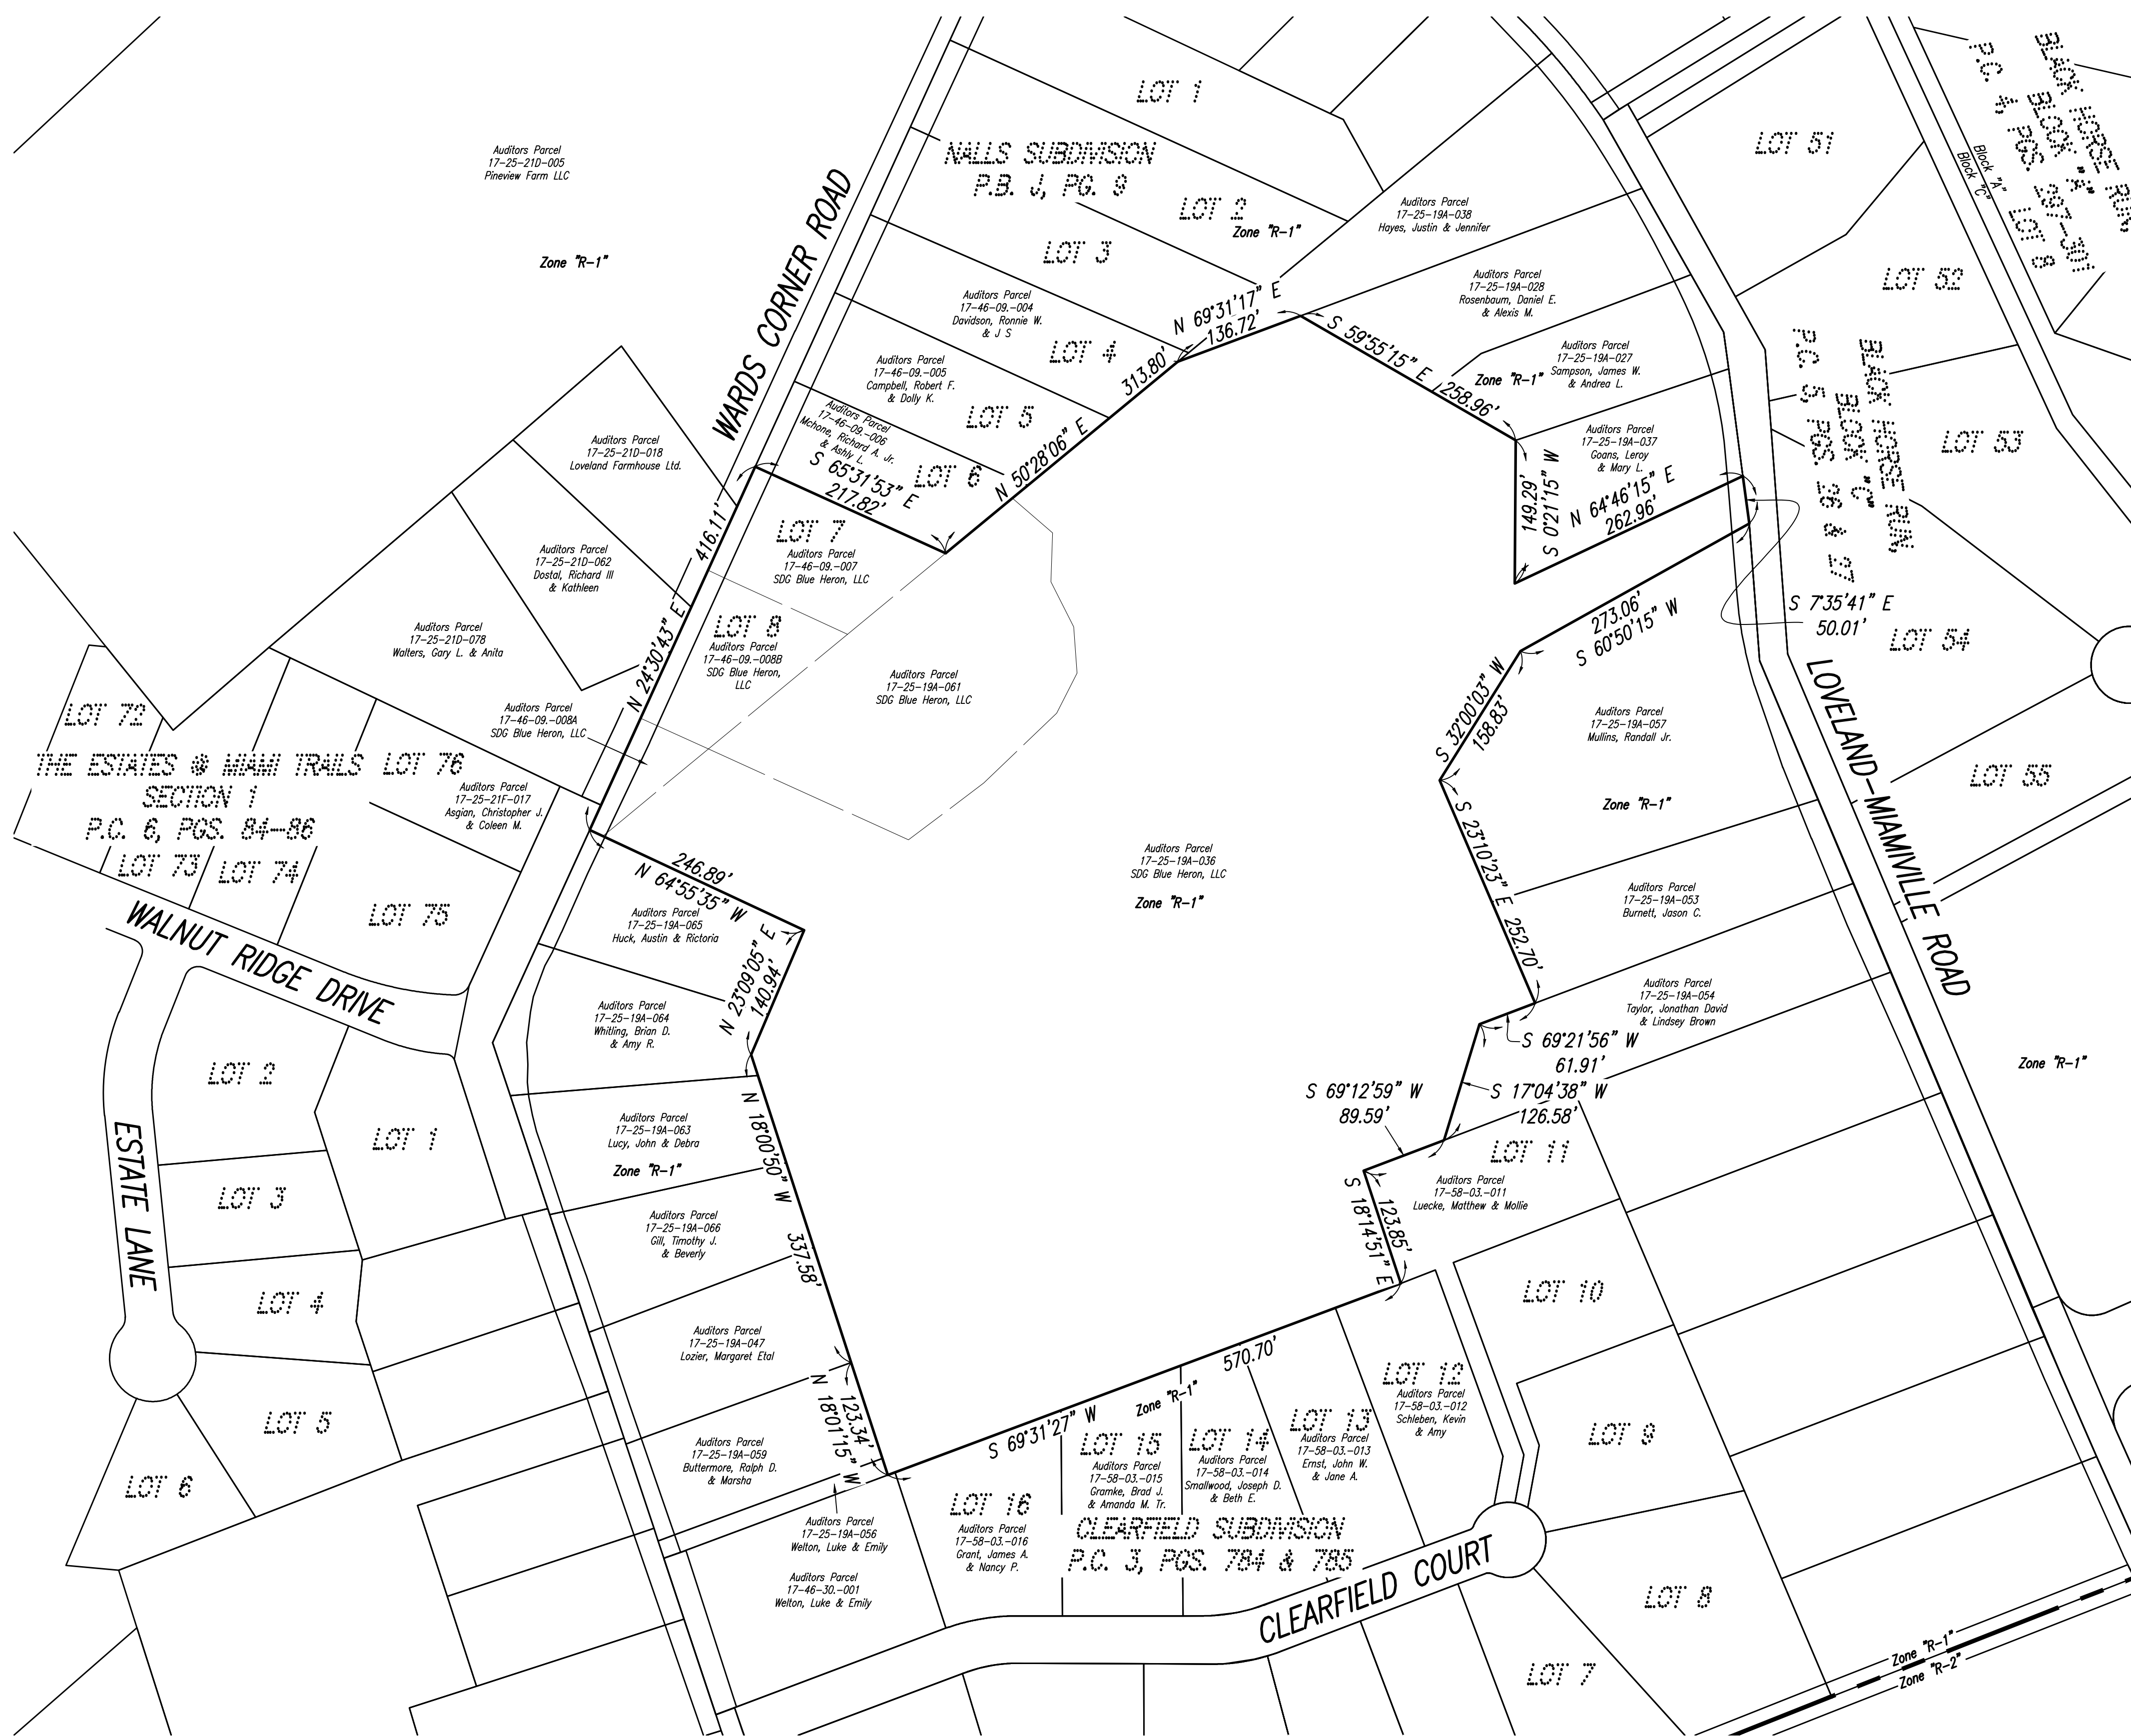 Auditors Parcel
17-25-21D-005
Pineview Farm LLC
Zone "R-1"
WARDS CORNER ROAD
LOT 1
NALLS SUBDIVISION
P.B. J, PG. 9
LOT 2
Zone "R-1"
LOT 3
Auditors Parcel
17-46-09.-004
Davidson, Ronnie W.
& J S
LOT 4
Auditors Parcel
17-46-09.-005
Campbell, Robert F.
& Dolly K.
LOT 5
Auditors Parcel
17-46-09.-006
Mchone, Richard A. Jr.
& Ashly L.
LOT 6
S 65°31'53" E
217.82'
N 50°28'06" E
313.80'
N 69°31'17" E
136.72'
Auditors Parcel
17-25-19A-038
Hayes, Justin & Jennifer
Auditors Parcel
17-25-19A-028
Rosenbaum, Daniel E.
& Alexis M.
S 59°55'15" E
258.96'
Auditors Parcel
17-25-19A-027
Sampson, James W.
& Andrea L.
Zone "R-1"
Auditors Parcel
17-25-19A-037
Goans, Leroy
& Mary L.
149.29'
S 0°21'15" W
N 64°46'15" E
262.96'
LOT 51
Block "A"
Block "C"
BLACK HORSE RUN
BLOCK "A"
P.C. 4, PGS. 297-301
LOT 8
LOT 52
BLACK HORSE RUN
BLOCK "C"
P.C. 5, PGS. 36 & 37
LOT 53
S 7°35'41" E
50.01'
LOT 54
LOT 55
LOVELAND-MIAMIVILLE ROAD
273.06'
S 60°50'15" W
S 32°00'03" W
158.83'
Auditors Parcel
17-25-19A-057
Mullins, Randall Jr.
Zone "R-1"
S 23°10'23" E
252.70'
Auditors Parcel
17-25-19A-053
Burnett, Jason C.
Auditors Parcel
17-25-19A-054
Taylor, Jonathan David
& Lindsey Brown
S 69°21'56" W
61.91'
S 17°04'38" W
126.58'
S 69°12'59" W
89.59'
Zone "R-1"
LOT 11
Auditors Parcel
17-58-03.-011
Luecke, Matthew & Mollie
123.85'
S 18°14'51" E
LOT 10
LOT 9
LOT 8
LOT 7
Auditors Parcel
17-25-21D-018
Loveland Farmhouse Ltd.
Auditors Parcel
17-25-21D-062
Dostal, Richard III
& Kathleen
Auditors Parcel
17-25-21D-078
Walters, Gary L. & Anita
N 24°30'43" E
416.11'
LOT 7
Auditors Parcel
17-46-09.-007
SDG Blue Heron, LLC
LOT 8
Auditors Parcel
17-46-09.-008B
SDG Blue Heron,
LLC
Auditors Parcel
17-46-09.-008A
SDG Blue Heron, LLC
Auditors Parcel
17-25-19A-061
SDG Blue Heron, LLC
Auditors Parcel
17-25-19A-036
SDG Blue Heron, LLC
Zone "R-1"
LOT 72
THE ESTATES @ MIAMI TRAILS
SECTION 1
P.C. 6, PGS. 84-86
LOT 76
Auditors Parcel
17-25-21F-017
Asgian, Christopher J.
& Coleen M.
LOT 73
LOT 74
LOT 75
WALNUT RIDGE DRIVE
246.89'
N 64°55'35" W
Auditors Parcel
17-25-19A-065
Huck, Austin & Rictoria
N 23°09'05" E
140.94'
Auditors Parcel
17-25-19A-064
Whitling, Brian D.
& Amy R.
Auditors Parcel
17-25-19A-063
Lucy, John & Debra
Zone "R-1"
N 18°00'50" W
337.58'
Auditors Parcel
17-25-19A-066
Gill, Timothy J.
& Beverly
Auditors Parcel
17-25-19A-047
Lozier, Margaret Etal
123.34'
N 18°01'15" W
Auditors Parcel
17-25-19A-059
Buttermore, Ralph D.
& Marsha
Auditors Parcel
17-25-19A-056
Welton, Luke & Emily
Auditors Parcel
17-46-30.-001
Welton, Luke & Emily
LOT 2
LOT 1
LOT 3
LOT 4
LOT 5
LOT 6
ESTATE LANE
S 69°31'27" W
570.70'
Zone "R-1"
LOT 16
Auditors Parcel
17-58-03.-016
Grant, James A.
& Nancy P.
LOT 15
Auditors Parcel
17-58-03.-015
Gramke, Brad J.
& Amanda M. Tr.
LOT 14
Auditors Parcel
17-58-03.-014
Smallwood, Joseph D.
& Beth E.
LOT 13
Auditors Parcel
17-58-03.-013
Ernst, John W.
& Jane A.
LOT 12
Auditors Parcel
17-58-03.-012
Schleben, Kevin
& Amy
CLEARFIELD SUBDIVISION
P.C. 3, PGS. 784 & 785
CLEARFIELD COURT
Zone "R-1"
Zone "R-2"